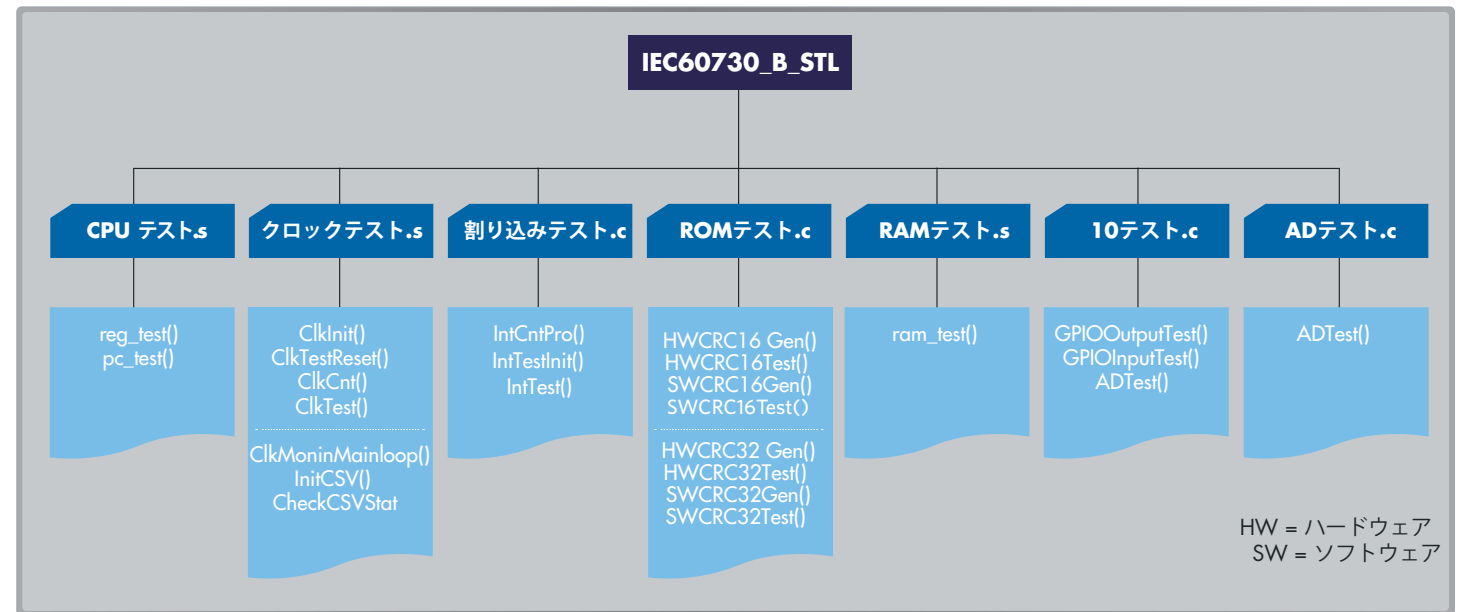 IEC60730_B_STL
CPU テスト.s
クロックテスト.s
割り込みテスト.c
ROMテスト.c
RAMテスト.s
10テスト.c
ADテスト.c
reg_test()
pc_test()
ClkInit()
ClkTestReset()
ClkCnt()
ClkTest()
ClkMoninMainloop()
InitCSV()
CheckCSVStat
IntCntPro()
IntTestInit()
IntTest()
HWCRC16 Gen()
HWCRC16Test()
SWCRC16Gen()
SWCRC16Test()
HWCRC32 Gen()
HWCRC32Test()
SWCRC32Gen()
SWCRC32Test()
ram_test()
GPIOOutputTest()
GPIOInputTest()
ADTest()
ADTest()
HW = ハードウェア
SW = ソフトウェア